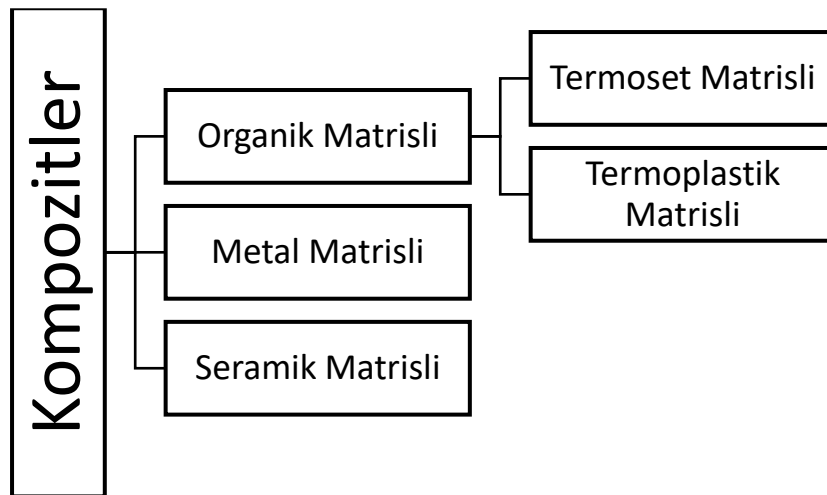 Kompozitler
Organik Matrisli
Termoset Matrisli
Termoplastik
Matrisli
Metal Matrisli
Seramik Matrisli